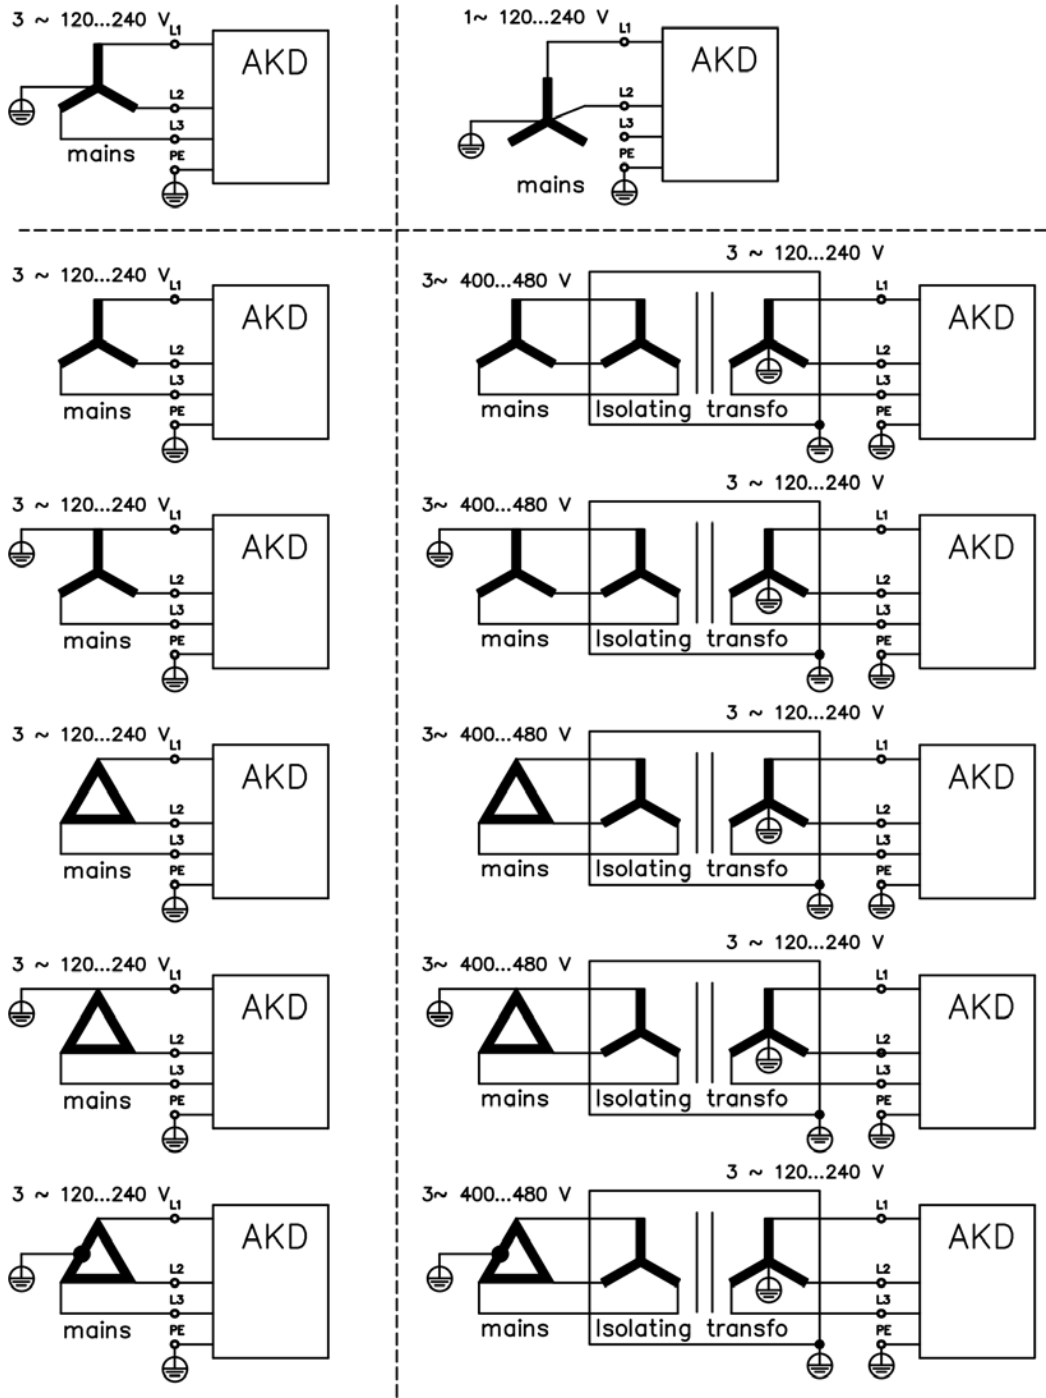 3 ~ 120...240 V
L1
AKD
L2
L3
mains
PE
1~ 120...240 V
L1
AKD
L2
L3
PE
mains
3 ~ 120...240 V
L1
AKD
L2
L3
mains
PE
3 ~ 120...240 V
3~ 400...480 V
L1
AKD
L2
L3
mains
Isolating transfo
PE
3 ~ 120...240 V
L1
AKD
L2
L3
mains
PE
3 ~ 120...240 V
3~ 400...480 V
L1
AKD
L2
L3
mains
Isolating transfo
PE
3 ~ 120...240 V
L1
AKD
L2
L3
mains
PE
3 ~ 120...240 V
3~ 400...480 V
L1
AKD
L2
L3
mains
Isolating transfo
PE
3 ~ 120...240 V
L1
AKD
L2
L3
mains
PE
3 ~ 120...240 V
3~ 400...480 V
L1
AKD
L2
L3
mains
Isolating transfo
PE
3 ~ 120...240 V
L1
AKD
L2
L3
mains
PE
3 ~ 120...240 V
3~ 400...480 V
L1
AKD
L2
L3
mains
Isolating transfo
PE